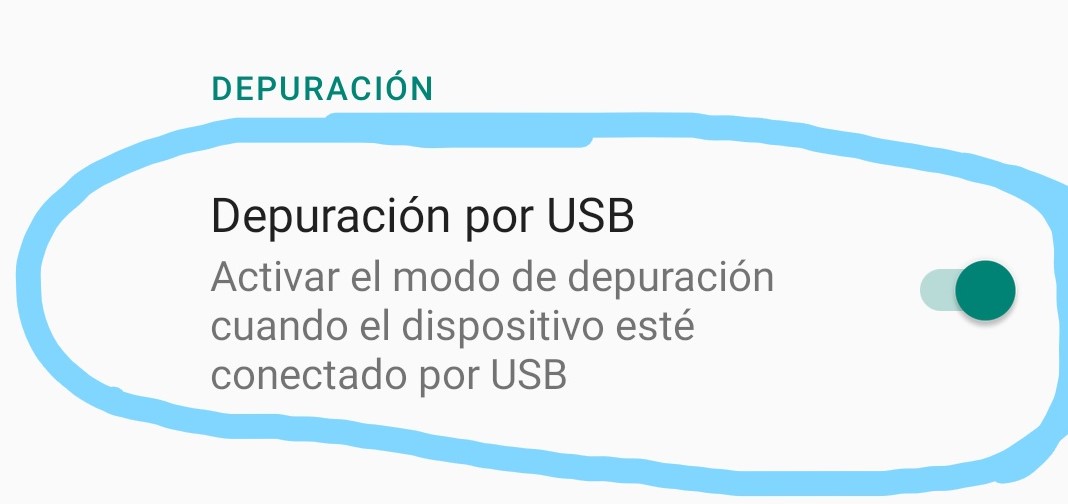 DEPURACIÓN
Depuración por USB
Activar el modo de depuración
cuando el dispositivo esté
conectado por USB